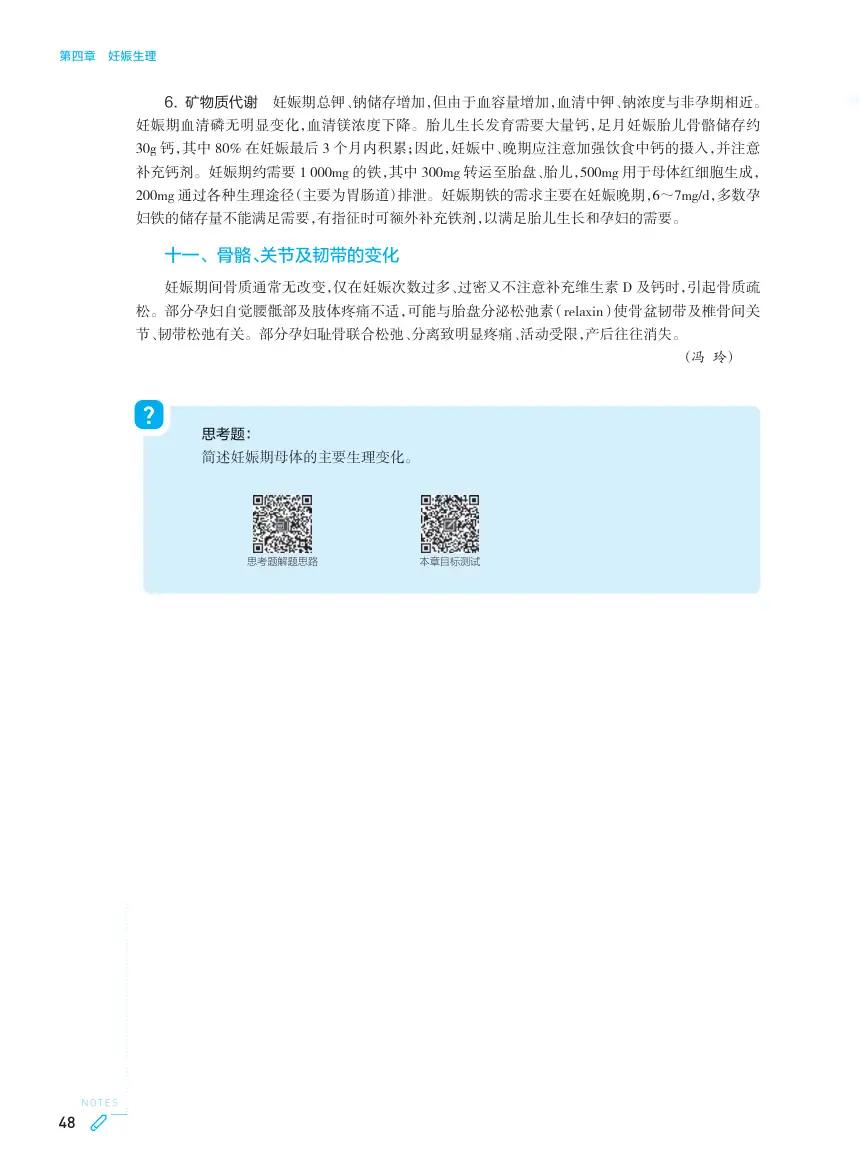 第四章 妊娠生理
6. 矿物质代谢 妊娠期总钾、钠储存增加,但由于血容量增加,血清中钾、钠浓度与非孕期相近。
妊娠期血清磷无明显变化,血清镁浓度下降。胎儿生长发育需要大量钙,足月妊娠胎儿骨骼储存约
30g 钙,其中 80% 在妊娠最后 3 个月内积累;因此,妊娠中、晚期应注意加强饮食中钙的摄入,并注意
补充钙剂。妊娠期约需要 1 000mg 的铁,其中 300mg 转运至胎盘、胎儿,500mg 用于母体红细胞生成,
200mg 通过各种生理途径(主要为胃肠道)排泄。妊娠期铁的需求主要在妊娠晚期,6~7mg/d,多数孕
妇铁的储存量不能满足需要,有指征时可额外补充铁剂,以满足胎儿生长和孕妇的需要。
十一、骨骼、关节及韧带的变化
妊娠期间骨质通常无改变,仅在妊娠次数过多、过密又不注意补充维生素 D 及钙时,引起骨质疏
松。部分孕妇自觉腰骶部及肢体疼痛不适,可能与胎盘分泌松弛素(relaxin)使骨盆韧带及椎骨间关
节、韧带松弛有关。部分孕妇耻骨联合松弛、分离致明显疼痛、活动受限,产后往往消失。
(冯 玲)
?
思考题:
简述妊娠期母体的主要生理变化。
思考题解题思路 本章目标测试
NOTES
48